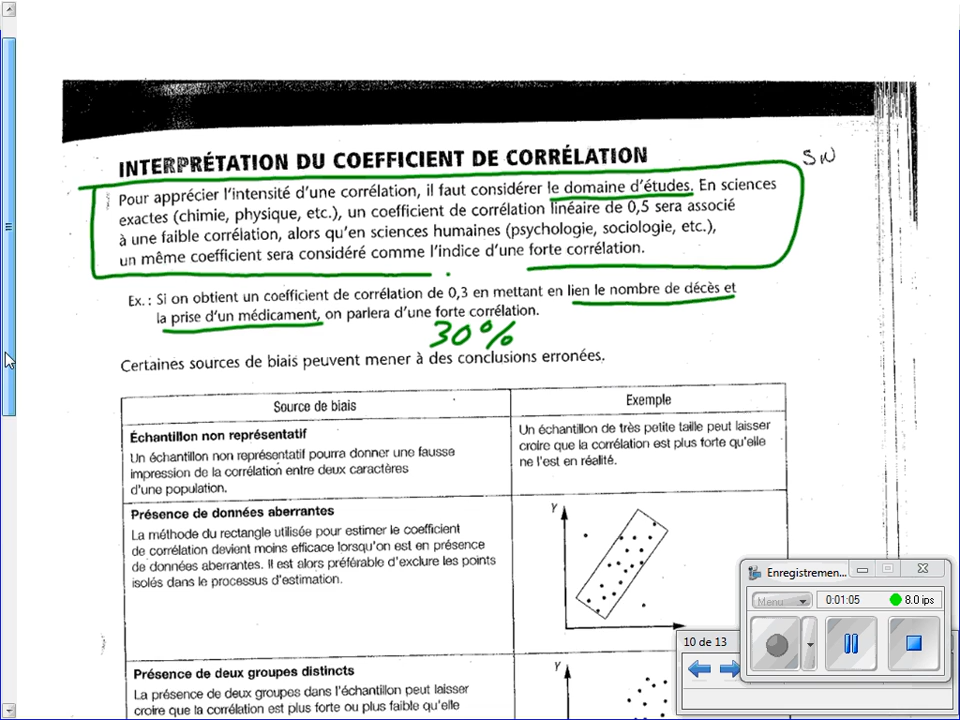 INTERPRÉTATION DU COEFFICIENT DE CORRÉLATION
SN
Pour apprécier l'intensité d'une corrélation, il faut considérer le domaine d'études. En sciences
exactes (chimie, physique, etc.), un coefficient de corrélation linéaire de 0,5 sera associé
à une faible corrélation, alors qu'en sciences humaines (psychologie, sociologie, etc.),
un même coefficient sera considéré comme l'indice d'une forte corrélation.
Ex. : Si on obtient un coefficient de corrélation de 0,3 en mettant en lien le nombre de décès et
la prise d'un médicament, on parlera d'une forte corrélation.
30%
Certaines sources de biais peuvent mener à des conclusions erronées.
Source de biais
Exemple
Échantillon non représentatif
Un échantillon non représentatif pourra donner une fausse
impression de la corrélation entre deux caractères
d'une population.
Un échantillon de très petite taille peut laisser
croire que la corrélation est plus forte qu'elle
ne l'est en réalité.
Présence de données aberrantes
La méthode du rectangle utilisée pour estimer le coefficient
de corrélation devient moins efficace lorsqu'on est en présence
de données aberrantes. Il est alors préférable d'exclure les points
isolés dans le processus d'estimation.
Y
Présence de deux groupes distincts
La présence de deux groupes dans l'échantillon peut laisser
croire que la corrélation est plus forte ou plus faible qu'elle
Y
Enregistremen...
Menu
0:01:05
8.0 ips
10 de 13